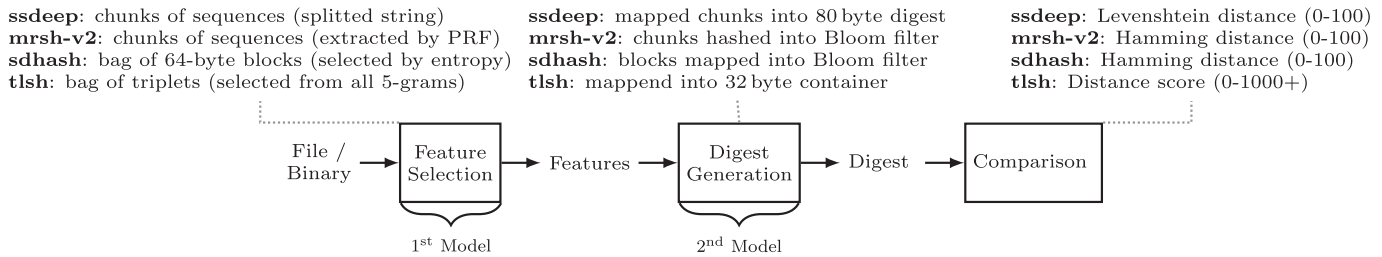 ssdeep: chunks of sequences (splitted string)
mrsh-v2: chunks of sequences (extracted by PRF)
sdhash: bag of 64-byte blocks (selected by entropy)
tlsh: bag of triplets (selected from all 5-grams)
ssdeep: mapped chunks into 80 byte digest
mrsh-v2: chunks hashed into Bloom filter
sdhash: blocks mapped into Bloom filter
tlsh: mappend into 32 byte container
ssdeep: Levenshtein distance (0-100)
mrsh-v2: Hamming distance (0-100)
sdhash: Hamming distance (0-100)
tlsh: Distance score (0-1000+)
File /
Binary
Feature
Selection
Features
Digest
Generation
Digest
Comparison
1st Model
2nd Model